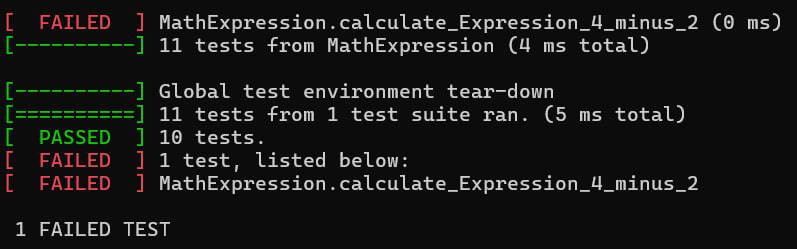 [  FAILED  ] MathExpression.calculate_Expression_4_minus_2 (0 ms)
[----------] 11 tests from MathExpression (4 ms total)

[----------] Global test environment tear-down
[==========] 11 tests from 1 test suite ran. (5 ms total)
[  PASSED  ] 10 tests.
[  FAILED  ] 1 test, listed below:
[  FAILED  ] MathExpression.calculate_Expression_4_minus_2

 1 FAILED TEST